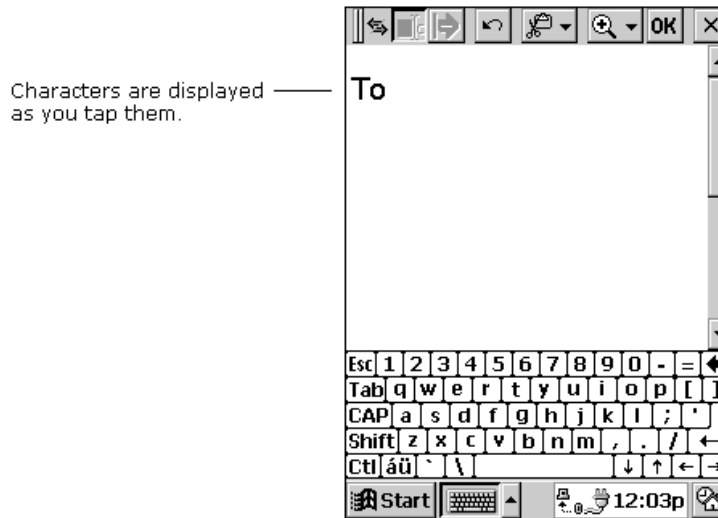 OK ×
Characters are displayed
as you tap them.
To
Esc 1 2 3 4 5 6 7 8 9 0 - =
Tab q w e r t y u i o p [ ]
CAP a s d f g h j k l ; '
Shift z x c v b n m , . / ←
Ctl áü ` \ ↓ ↑ ← →
Start 12:03p